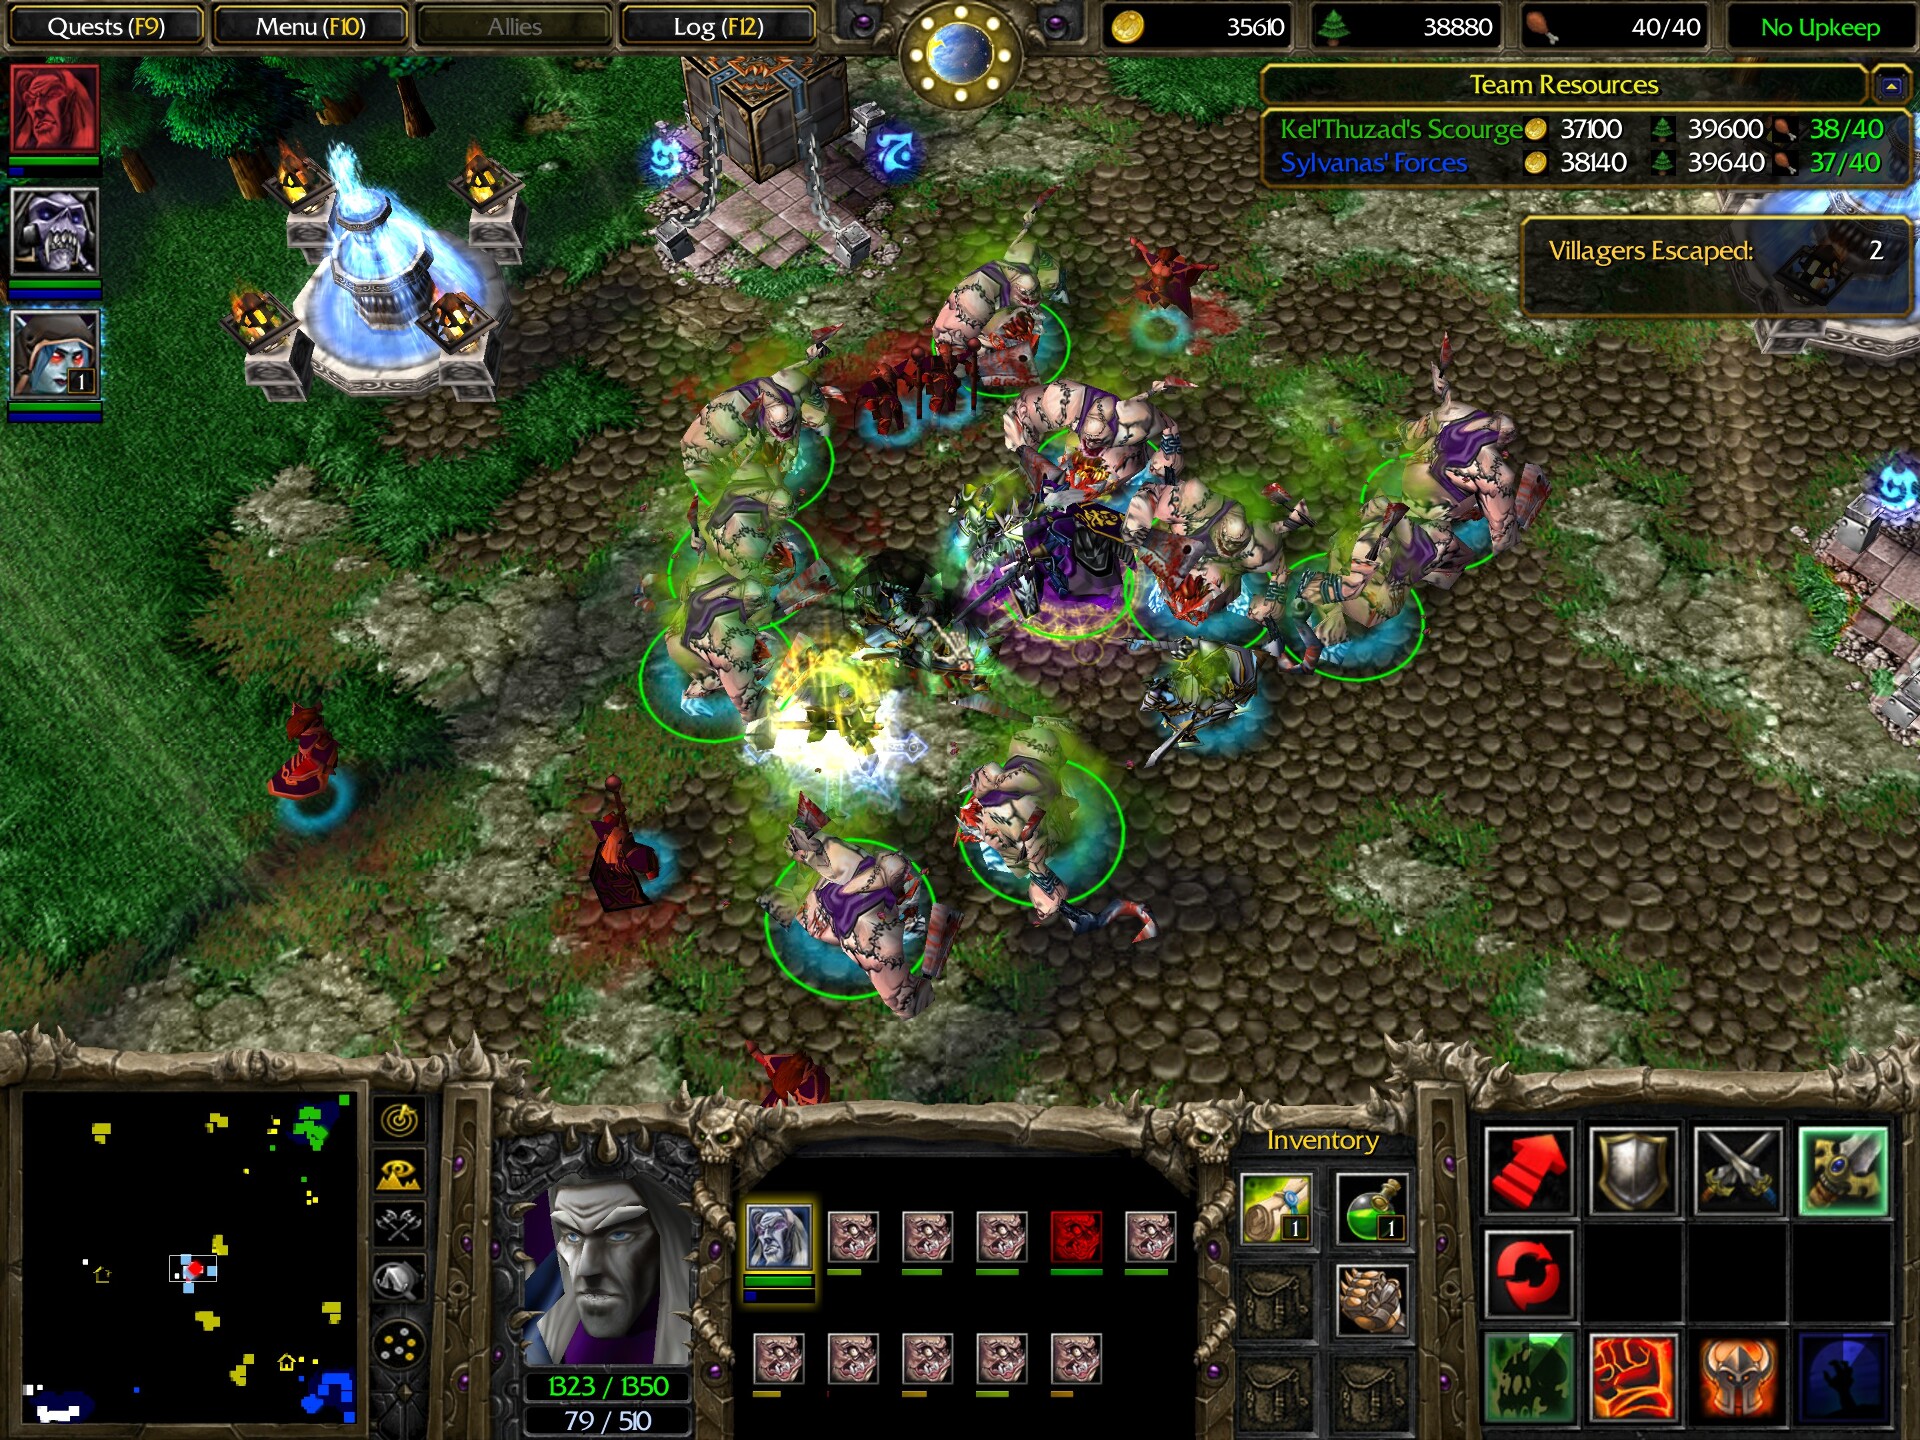 Quests (F9) Menu (F10) Allies Log (F12) 35610 38880 40/40 No Upkeep
Team Resources
Kel'Thuzad's Scourge 37100 39600 38/40
Sylvanas' Forces 38140 39640 37/40
Villagers Escaped: 2
1
Inventory
1 1
1323 / 1350
79 / 510